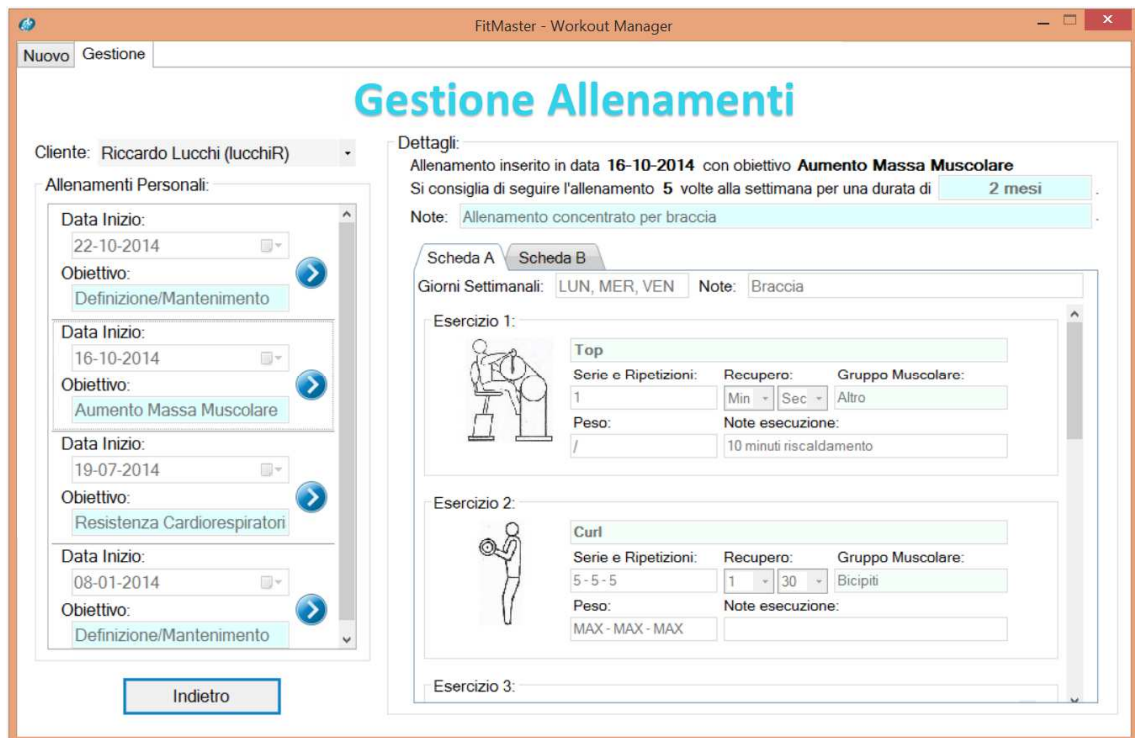 FitMaster - Workout Manager
Nuovo Gestione
Gestione Allenamenti
Cliente: Riccardo Lucchi (lucchiR)
Allenamenti Personali:
Data Inizio:
22-10-2014
Obiettivo:
Definizione/Mantenimento
Data Inizio:
16-10-2014
Obiettivo:
Aumento Massa Muscolare
Data Inizio:
19-07-2014
Obiettivo:
Resistenza Cardiorespiratori
Data Inizio:
08-01-2014
Obiettivo:
Definizione/Mantenimento
Indietro
Dettagli:
Allenamento inserito in data 16-10-2014 con obiettivo Aumento Massa Muscolare
Si consiglia di seguire l'allenamento 5 volte alla settimana per una durata di 2 mesi .
Note: Allenamento concentrato per braccia .
Scheda A Scheda B
Giorni Settimanali: LUN, MER, VEN Note: Braccia
Esercizio 1:
Top
Serie e Ripetizioni: Recupero: Gruppo Muscolare:
1 Min Sec Altro
Peso: Note esecuzione:
/ 10 minuti riscaldamento
Esercizio 2:
Curl
Serie e Ripetizioni: Recupero: Gruppo Muscolare:
5 - 5 - 5 1 30 Bicipiti
Peso: Note esecuzione:
MAX - MAX - MAX
Esercizio 3: